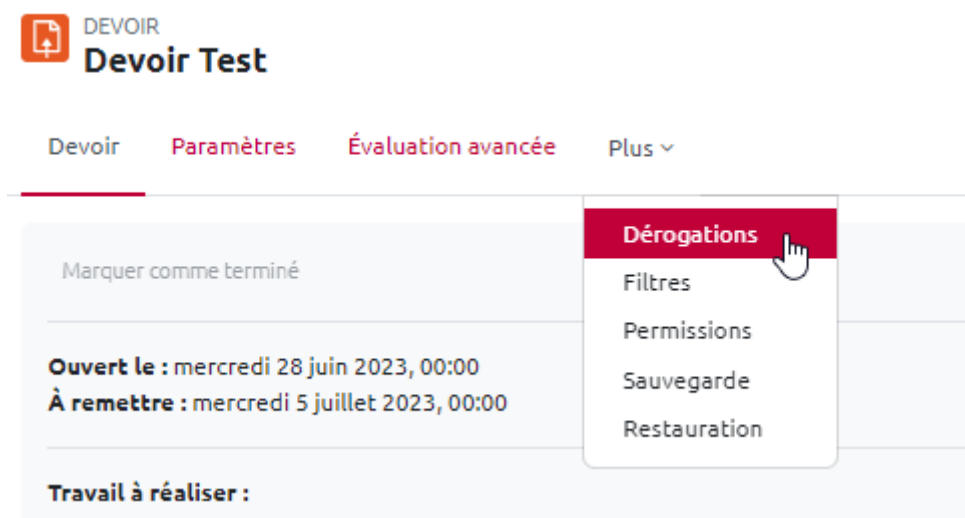 DEVOIR
Devoir Test
Devoir Paramètres Évaluation avancée Plus
Dérogations
Filtres
Permissions
Sauvegarde
Restauration
Marquer comme terminé
Ouvert le : mercredi 28 juin 2023, 00:00
À remettre : mercredi 5 juillet 2023, 00:00
Travail à réaliser :